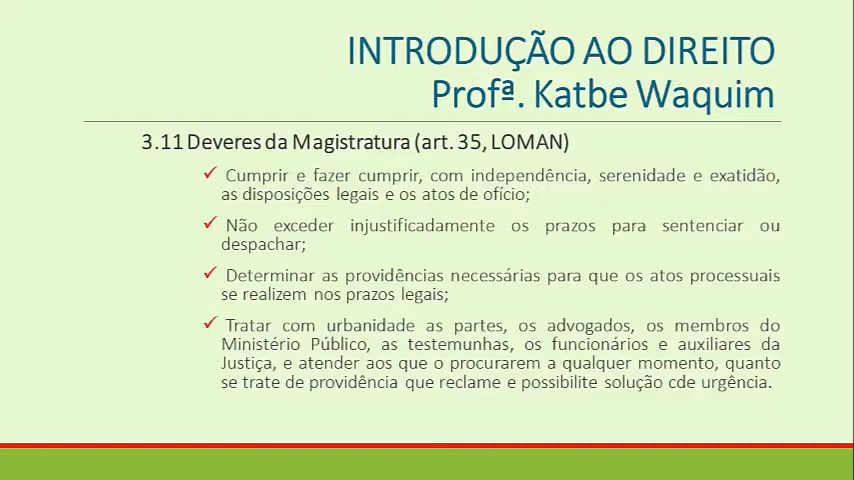 INTRODUÇÃO AO DIREITO
Profª. Katbe Waquim
3.11 Deveres da Magistratura (art. 35, LOMAN)
✓ Cumprir e fazer cumprir, com independência, serenidade e exatidão,
as disposições legais e os atos de ofício;
✓ Não exceder injustificadamente os prazos para sentenciar ou
despachar;
✓ Determinar as providências necessárias para que os atos processuais
se realizem nos prazos legais;
✓ Tratar com urbanidade as partes, os advogados, os membros do
Ministério Público, as testemunhas, os funcionários e auxiliares da
Justiça, e atender aos que o procurarem a qualquer momento, quanto
se trate de providência que reclame e possibilite solução cde urgência.